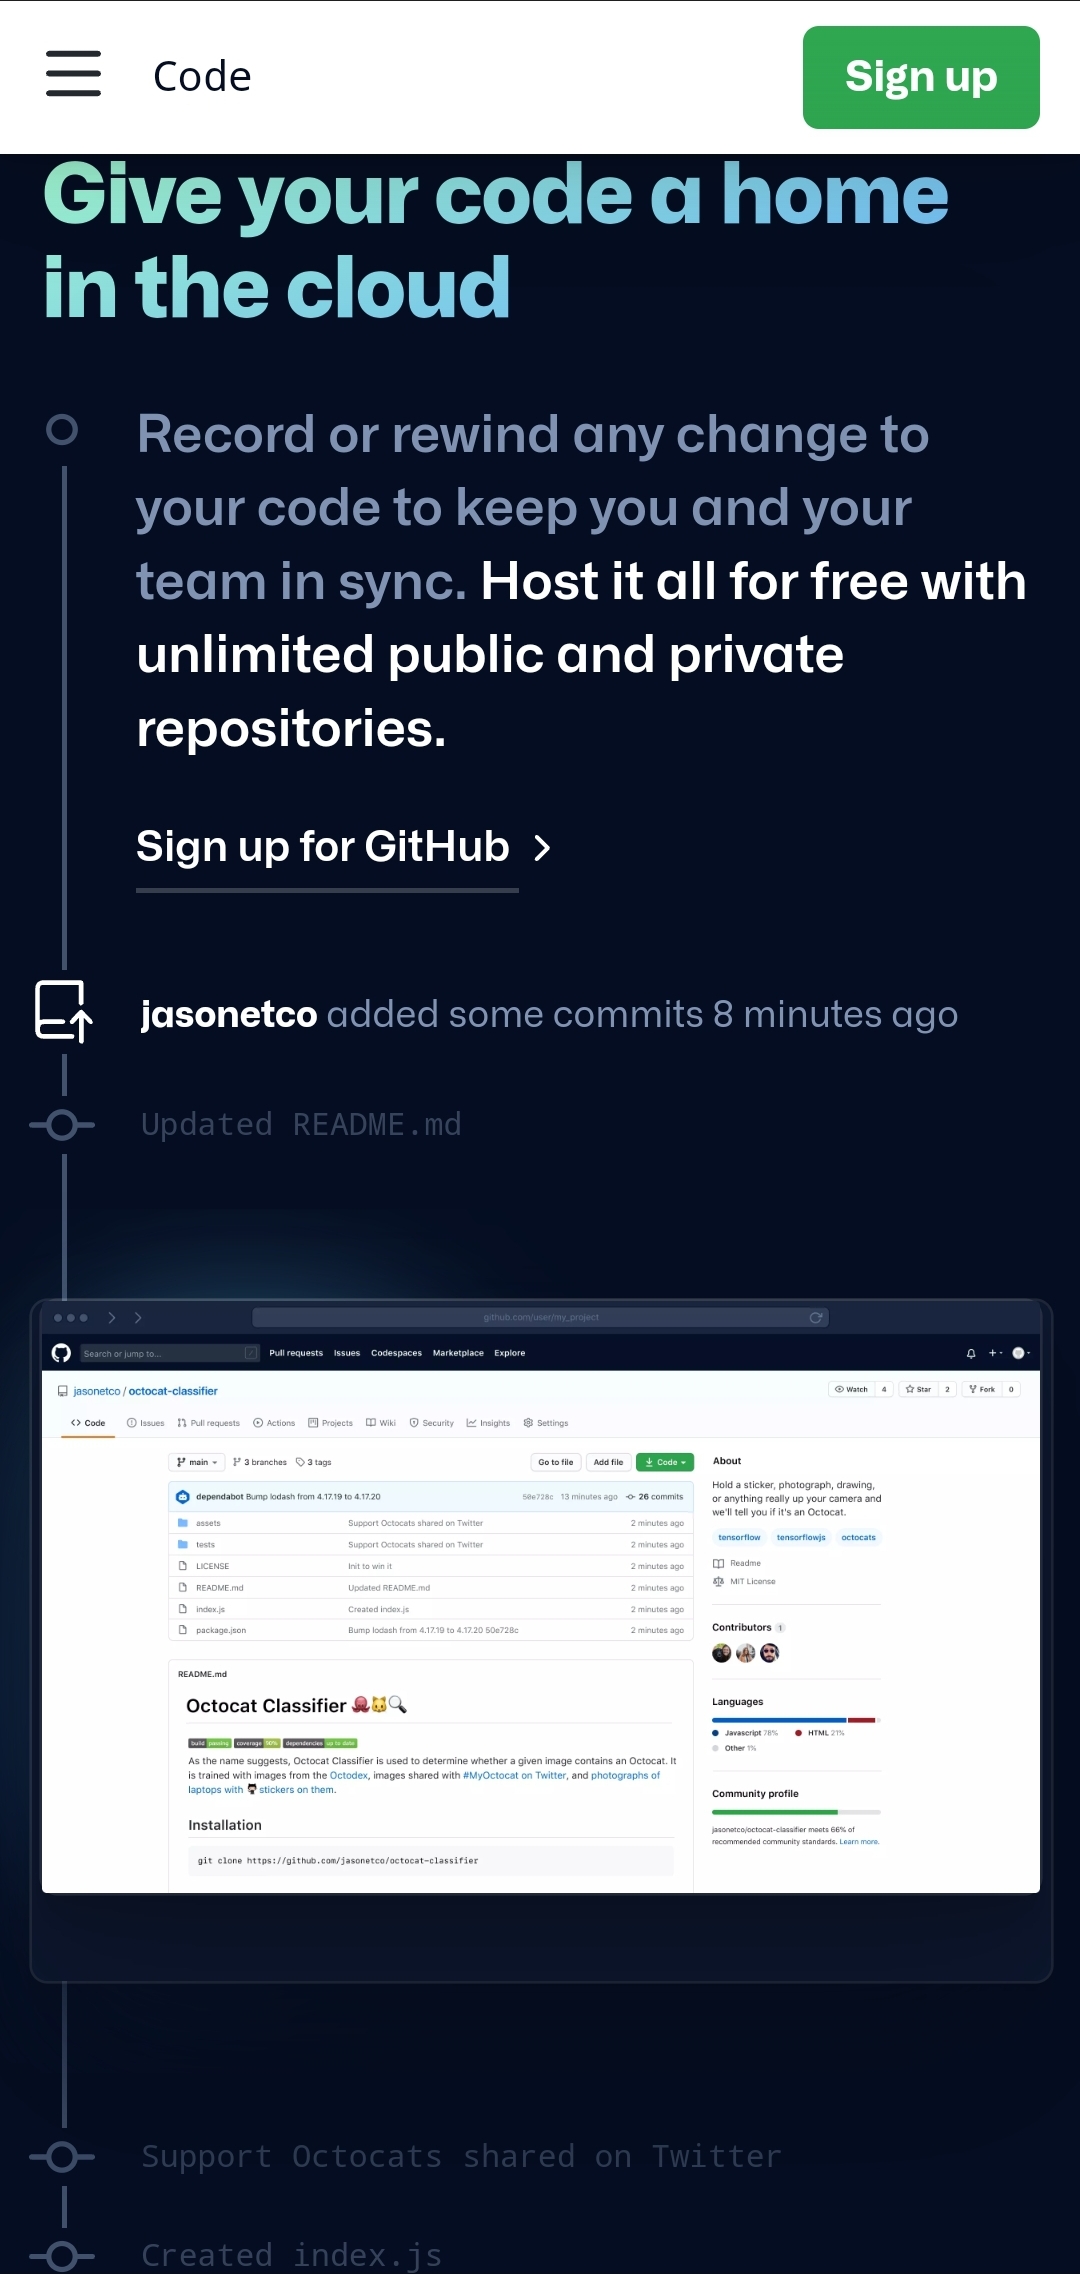 Code
Sign up
Give your code a home
in the cloud
Record or rewind any change to
your code to keep you and your
team in sync. Host it all for free with
unlimited public and private
repositories.
Sign up for GitHub
jasonetco added some commits 8 minutes ago
Updated README.md
github.com/user/my_project
Search or jump to... /
Pull requests Issues Codespaces Marketplace Explore
jasonetco / octocat-classifier
Watch 4 Star 2 Fork 0
Code Issues Pull requests Actions Projects Wiki Security Insights Settings
main 3 branches 3 tags Go to file Add file Code
dependabot Bump lodash from 4.17.19 to 4.17.20 50e728c 13 minutes ago 26 commits
assets Support Octocats shared on Twitter 2 minutes ago
tests Support Octocats shared on Twitter 2 minutes ago
LICENSE Init to win it 2 minutes ago
README.md Updated README.md 2 minutes ago
index.js Created index.js 2 minutes ago
package.json Bump lodash from 4.17.19 to 4.17.20 50e728c 2 minutes ago
README.md
Octocat Classifier 🐙🐱🔍
build passing coverage 90% dependencies up to date
As the name suggests, Octocat Classifier is used to determine whether a given image contains an Octocat. It
is trained with images from the Octodex, images shared with #MyOctocat on Twitter, and photographs of
laptops with stickers on them.
Installation
git clone https://github.com/jasonetco/octocat-classifier
About
Hold a sticker, photograph, drawing,
or anything really up your camera and
we'll tell you if it's an Octocat.
tensorflow tensorflowjs octocats
Readme
MIT License
Contributors 1
Languages
Javascript 78% HTML 21%
Other 1%
Community profile
jasonetco/octocat-classifier meets 66% of
recommended community standards. Learn more.
Support Octocats shared on Twitter
Created index.js